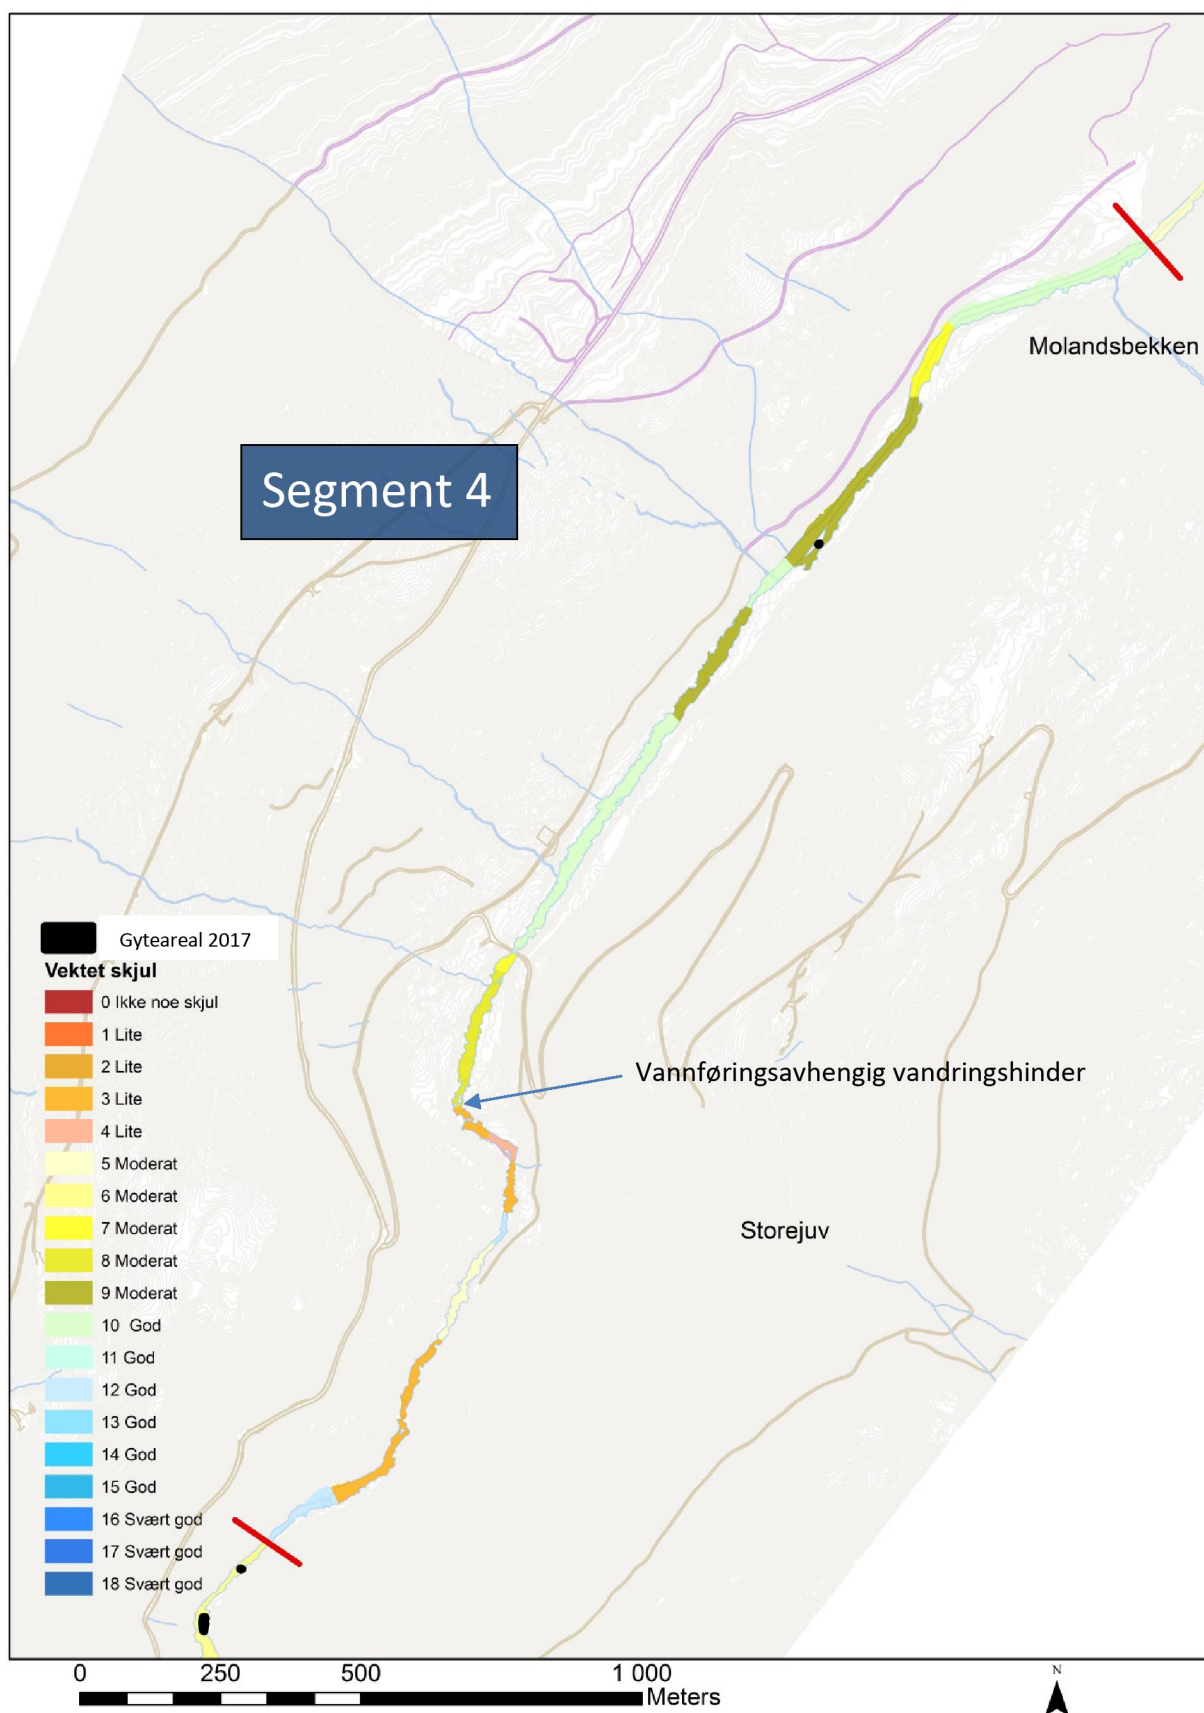 Molandsbekken
Segment 4
Gyteareal 2017
Vektet skjul
0 Ikke noe skjul
1 Lite
2 Lite
3 Lite
4 Lite
5 Moderat
6 Moderat
7 Moderat
8 Moderat
9 Moderat
10 God
11 God
12 God
13 God
14 God
15 God
16 Svært god
17 Svært god
18 Svært god
Vannføringsavhengig vandringshinder
Storejuv
0 250 500 1 000
Meters
N